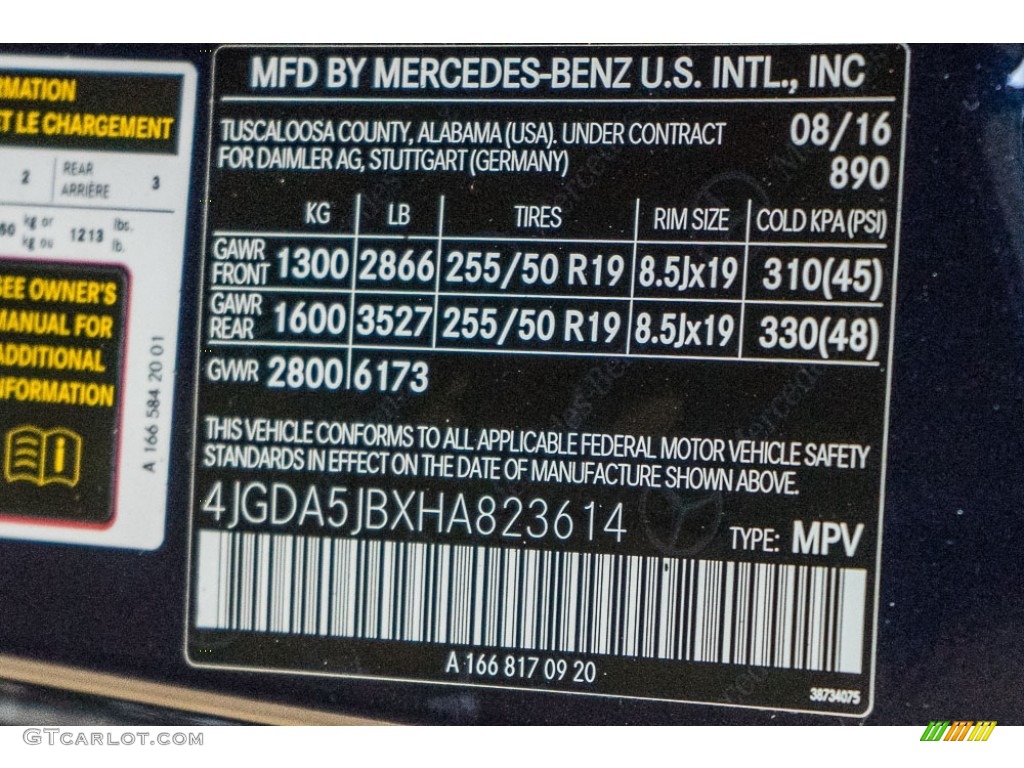 RMATION
ET LE CHARGEMENT
2 REAR ARRIÈRE 3
60 kg or kg ou 1213 lbs. lb.
SEE OWNER'S
MANUAL FOR
ADDITIONAL
INFORMATION
A 166 584 20 01
MFD BY MERCEDES-BENZ U.S. INTL., INC
TUSCALOOSA COUNTY, ALABAMA (USA). UNDER CONTRACT 08/16
FOR DAIMLER AG, STUTTGART (GERMANY) 890
KG LB TIRES RIM SIZE COLD KPA(PSI)
GAWR FRONT 1300 2866 255/50 R19 8.5Jx19 310(45)
GAWR REAR 1600 3527 255/50 R19 8.5Jx19 330(48)
GVWR 2800 6173
THIS VEHICLE CONFORMS TO ALL APPLICABLE FEDERAL MOTOR VEHICLE SAFETY
STANDARDS IN EFFECT ON THE DATE OF MANUFACTURE SHOWN ABOVE.
4JGDA5JBXHA823614
TYPE: MPV
A 166 817 09 20
38734075
GTcarlot.com